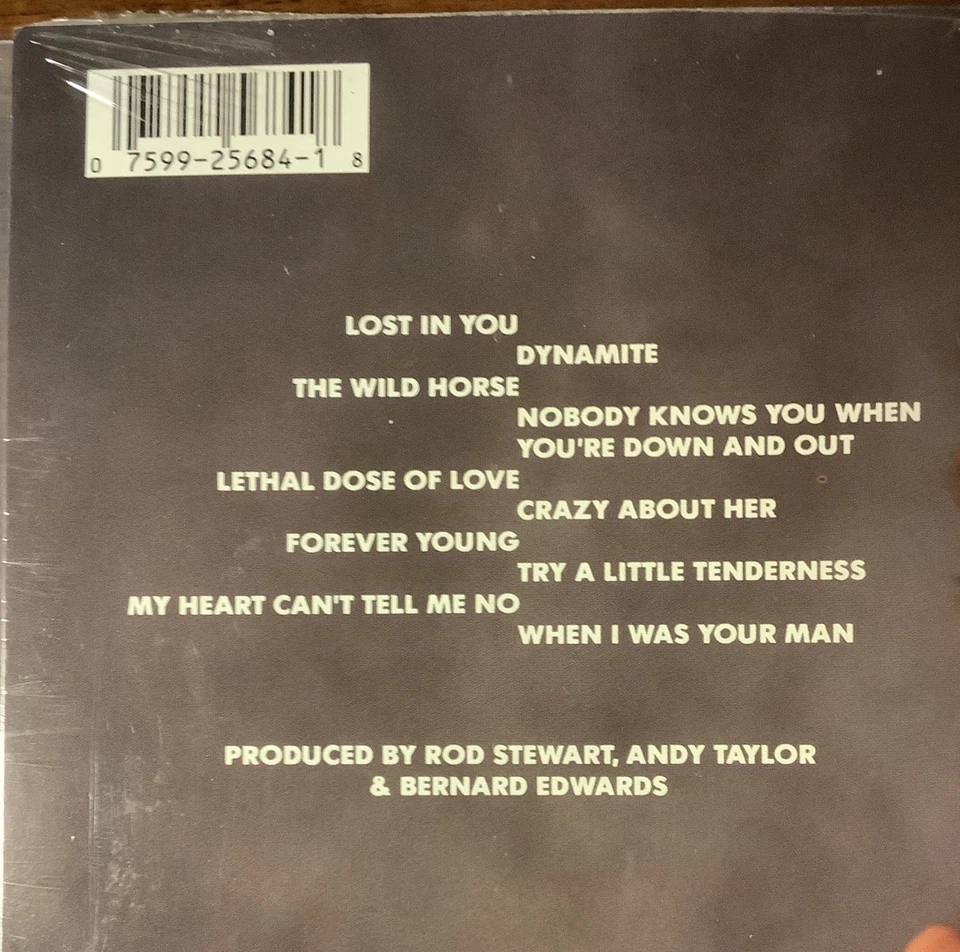 0 7599-25684-1 8
LOST IN YOU
DYNAMITE
THE WILD HORSE
NOBODY KNOWS YOU WHEN
YOU'RE DOWN AND OUT
LETHAL DOSE OF LOVE
CRAZY ABOUT HER
FOREVER YOUNG
TRY A LITTLE TENDERNESS
MY HEART CAN'T TELL ME NO
WHEN I WAS YOUR MAN
PRODUCED BY ROD STEWART, ANDY TAYLOR
& BERNARD EDWARDS